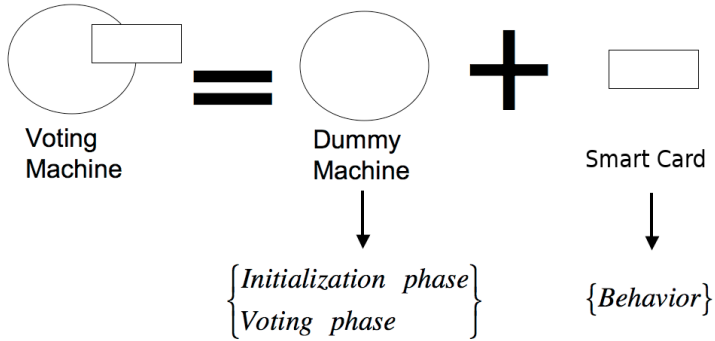 Voting
Machine
=
Dummy
Machine
+
Smart Card
{Initialization phase
Voting phase}
{Behavior}